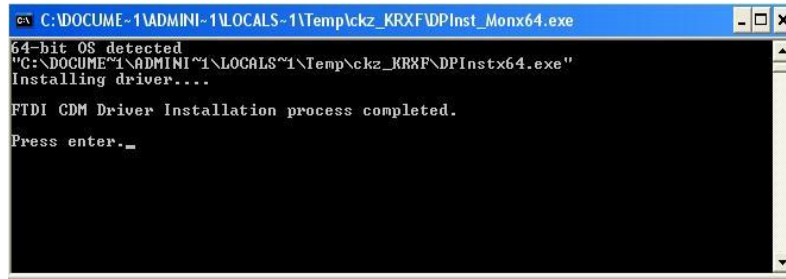 C:\DOCUME~1\ADMINI~1\LOCALS~1\Temp\ckz_KRXF\DPInst_Monx64.exe
64-bit OS detected
"C:\DOCUME~1\ADMINI~1\LOCALS~1\Temp\ckz_KRXF\DPInstx64.exe"
Installing driver....
FTDI CDM Driver Installation process completed.
Press enter._